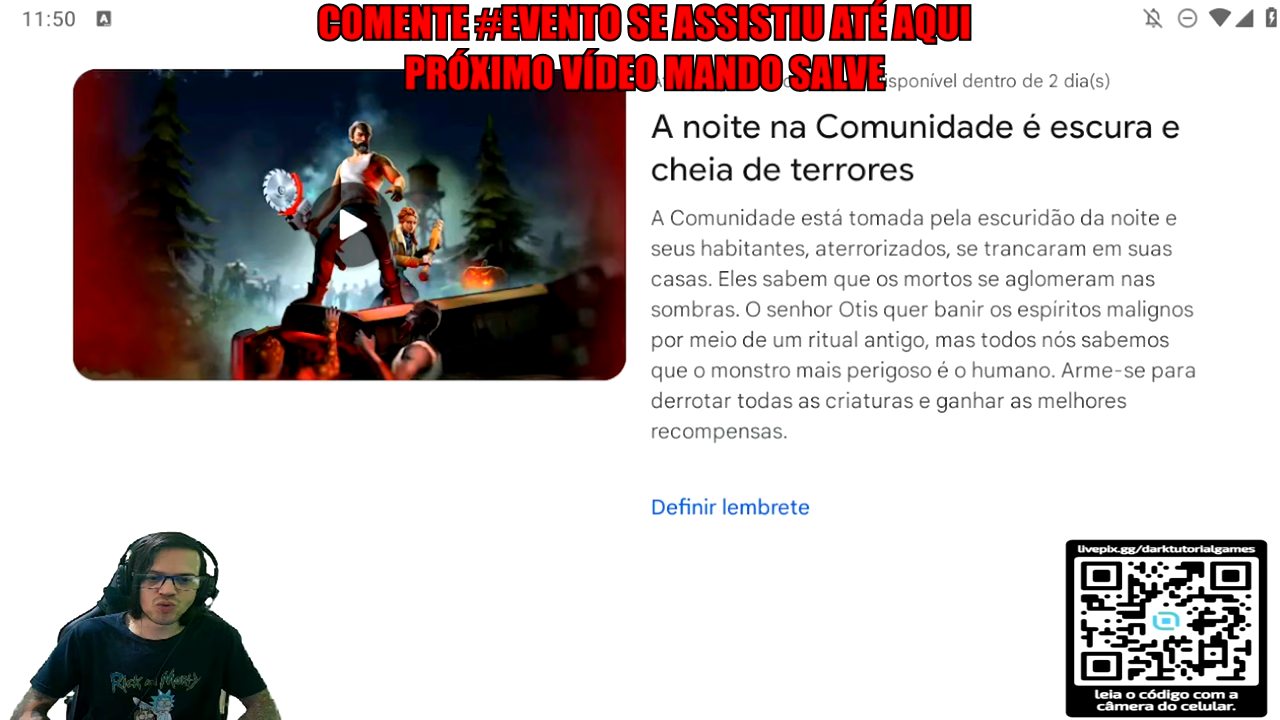 11:50
COMENTE #EVENTO SE ASSISTIU ATÉ AQUI
PRÓXIMO VÍDEO MANDO SALVE
dentro de 2 dia(s)
A noite na Comunidade é escura e
cheia de terrores
A Comunidade está tomada pela escuridão da noite e
seus habitantes, aterrorizados, se trancaram em suas
casas. Eles sabem que os mortos se aglomeram nas
sombras. O senhor Otis quer banir os espíritos malignos
por meio de um ritual antigo, mas todos nós sabemos
que o monstro mais perigoso é o humano. Arme-se para
derrotar todas as criaturas e ganhar as melhores
recompensas.
Definir lembrete
Rick and Morty
livepix.gg/darktutorialgames
leia o código com a
câmera do celular.